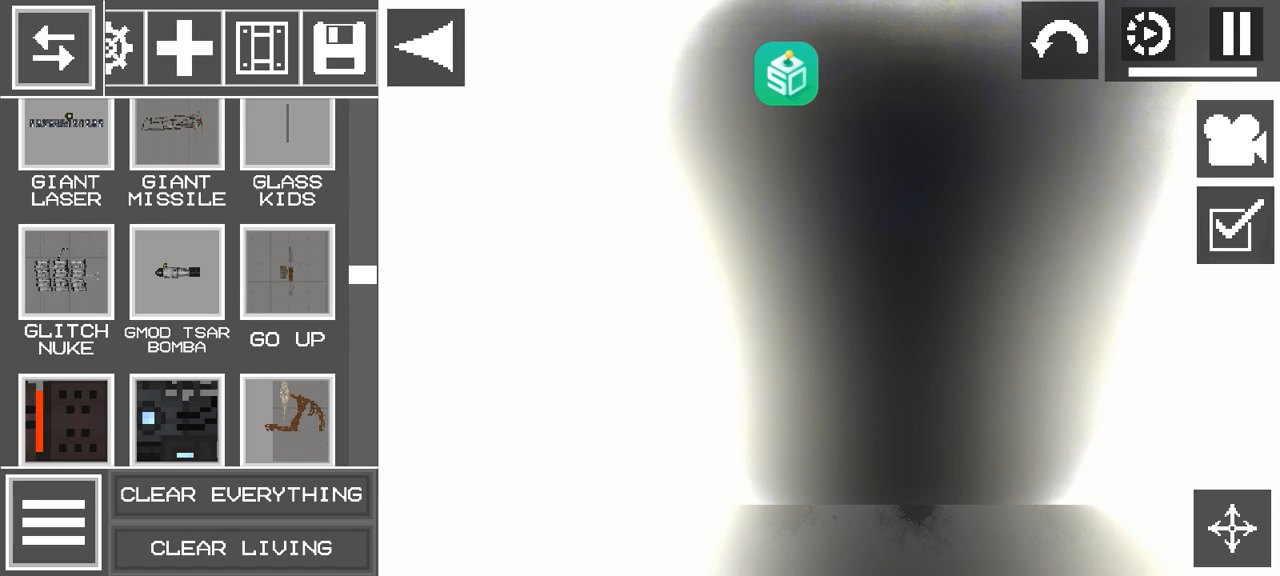 GIANT
LASER
GIANT
MISSILE
GLASS
KIDS
GLITCH
NUKE
GMOD TSAR
BOMBA
GO UP
CLEAR EVERYTHING
CLEAR LIVING